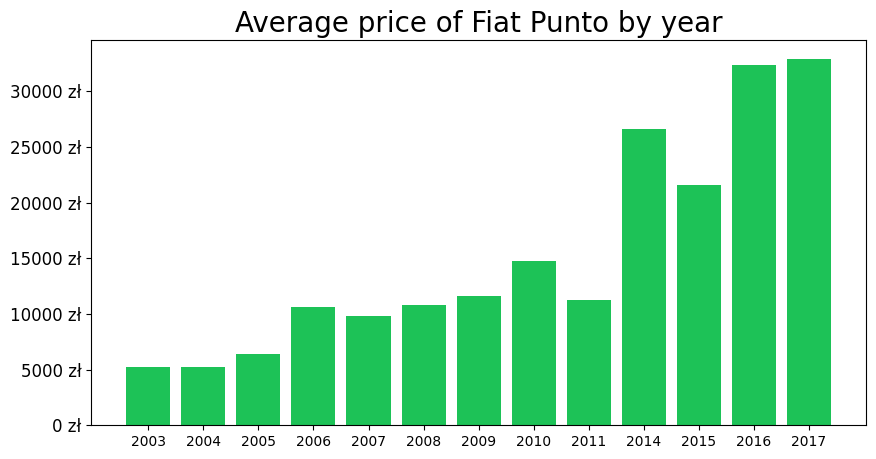 Average price of Fiat Punto by year
30000 zł
25000 zł
20000 zł
15000 zł
10000 zł
5000 zł
0 zł
2003 2004 2005 2006 2007 2008 2009 2010 2011 2014 2015 2016 2017